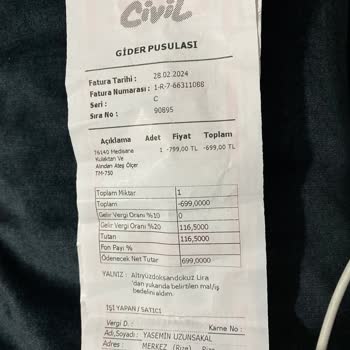 Civil
GİDER PUSULASI
Fatura Tarihi : 28.02.2024
Fatura Numarası : 1-R-7-66311088
Seri : C
Sıra No : 90895
Açıklama Adet Fiyat Toplam
76140 Medisana 1 -799,00 TL -699,00 TL
Kulaktan Ve
Alından Ateş Ölçer
TM-750
Toplam Miktar 1
Toplam -699,0000
Gelir Vergi Oranı %10 0
Gelir Vergi Oranı %20 116,5000
Tutarı 116,5000
Fon Payı %
Ödenecek Net Tutar 699,0000
YALNIZ : Altıyüzdoksandokuz Lira
'dan yukarıda belirtilen mal/iş
bedelini aldım.
İŞİ YAPAN / SATICI
Vergi D. : Karne No :
Adı,Soyadı : YASEMİN UZUNSAKAL
Adres : MERKEZ (Rize)